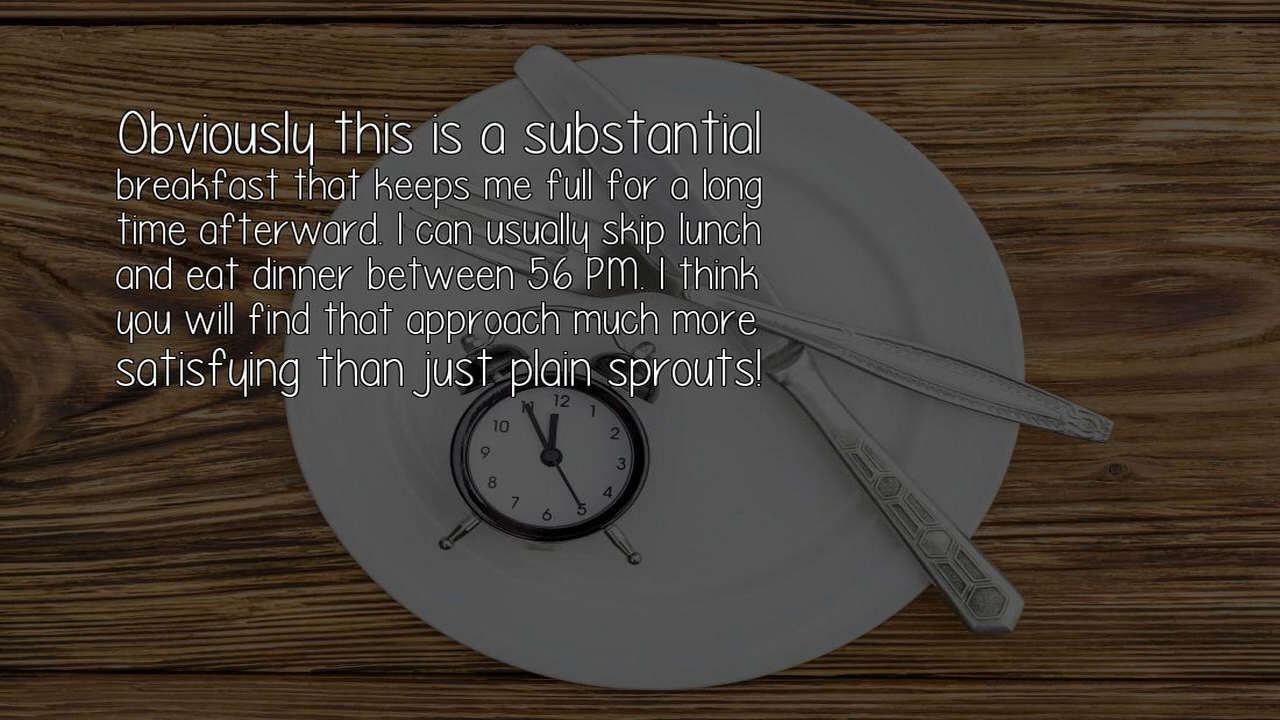 Obviously this is a substantial
breakfast that keeps me full for a long
time afterward. I can usually skip lunch
and eat dinner between 56 PM. I think
you will find that approach much more
satisfying than just plain sprouts!
12
1
2
3
4
5
6
7
8
9
10
11